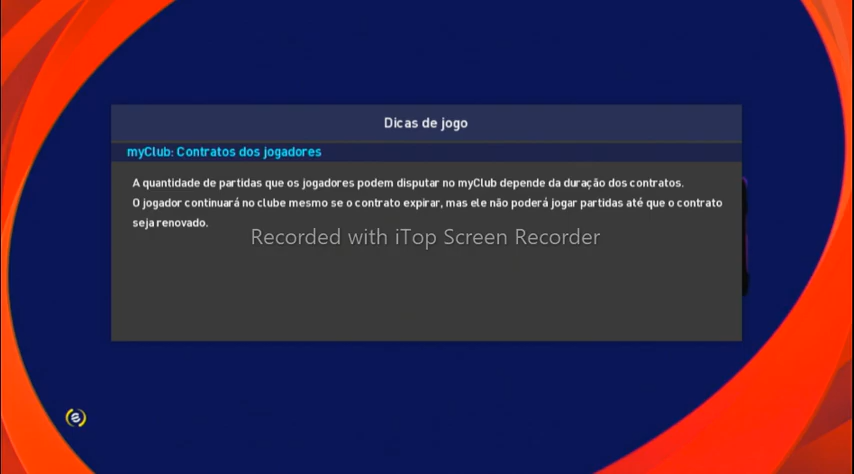 Dicas de jogo
myClub: Contratos dos jogadores
A quantidade de partidas que os jogadores podem disputar no myClub depende da duração dos contratos.
O jogador continuará no clube mesmo se o contrato expirar, mas ele não poderá jogar partidas até que o contrato
seja renovado.
Recorded with iTop Screen Recorder